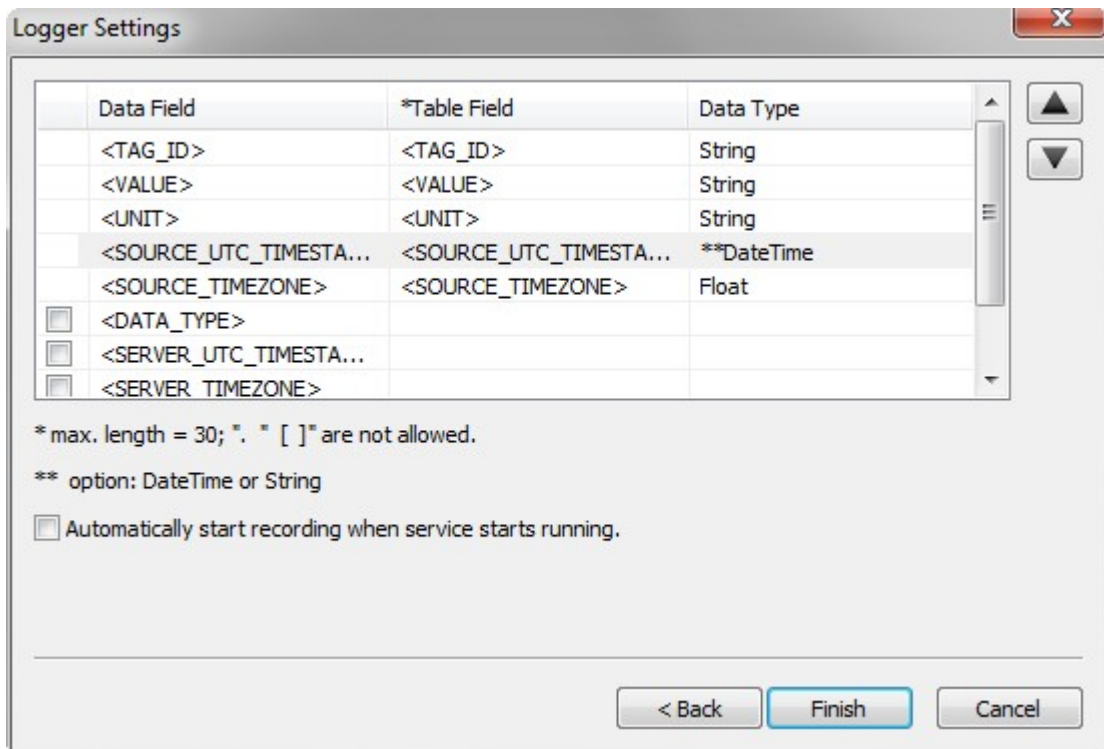 Logger Settings
Data Field *Table Field Data Type
<TAG_ID> <TAG_ID> String
<VALUE> <VALUE> String
<UNIT> <UNIT> String
<SOURCE_UTC_TIMESTA... <SOURCE_UTC_TIMESTA... **DateTime
<SOURCE_TIMEZONE> <SOURCE_TIMEZONE> Float
<DATA_TYPE>
<SERVER_UTC_TIMESTA...
<SERVER_TIMEZONE>
* max. length = 30; ". " [ ]" are not allowed.
** option: DateTime or String
Automatically start recording when service starts running.
< Back Finish Cancel